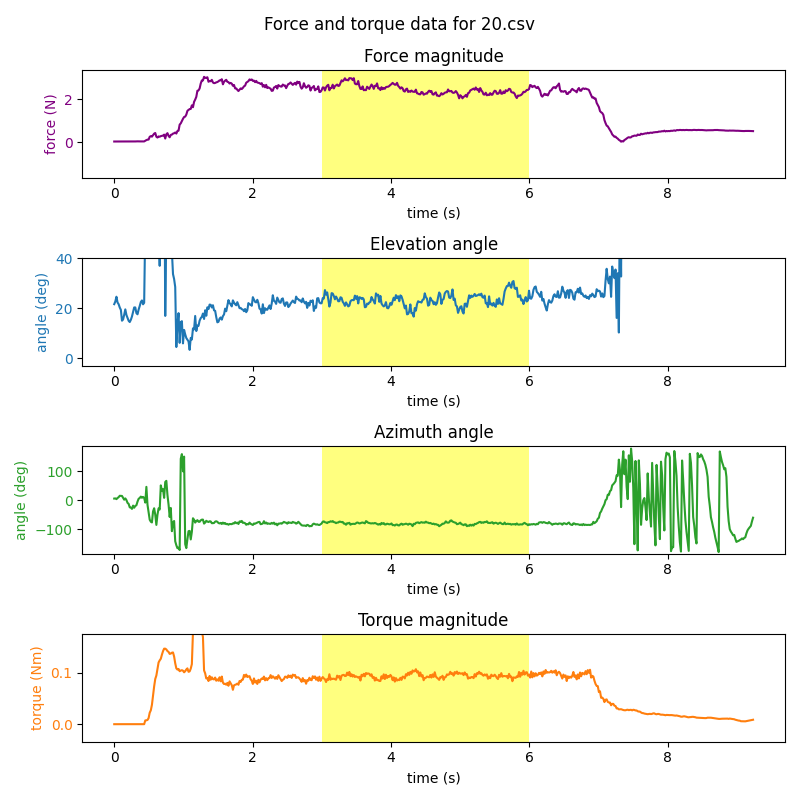 Force and torque data for 20.csv
Force magnitude
force (N)
2
0
0 2 4 6 8
time (s)
Elevation angle
angle (deg)
40
20
0
0 2 4 6 8
time (s)
Azimuth angle
angle (deg)
100
0
−100
0 2 4 6 8
time (s)
Torque magnitude
torque (Nm)
0.1
0.0
0 2 4 6 8
time (s)